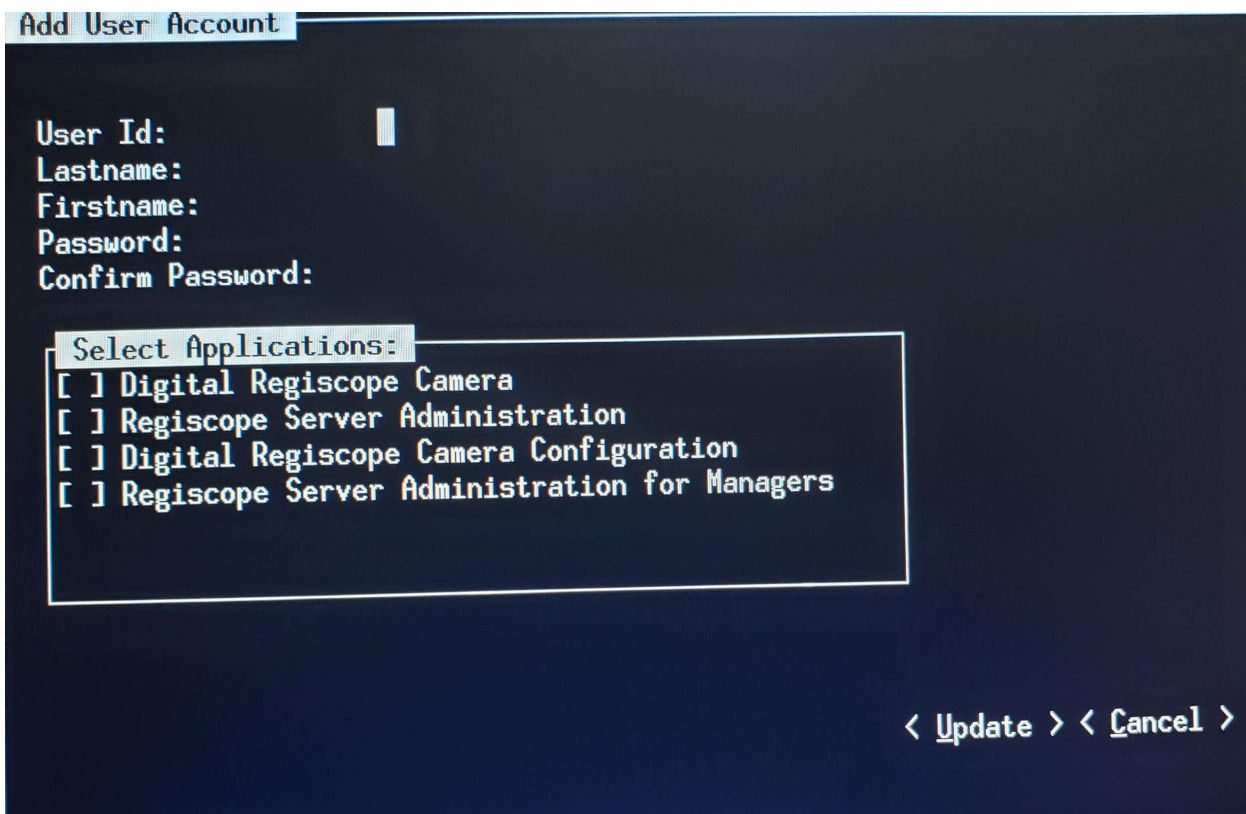 Add User Account
User Id:
Lastname:
Firstname:
Password:
Confirm Password:
Select Applications:
[ ] Digital Regiscope Camera
[ ] Regiscope Server Administration
[ ] Digital Regiscope Camera Configuration
[ ] Regiscope Server Administration for Managers
< Update > < Cancel >